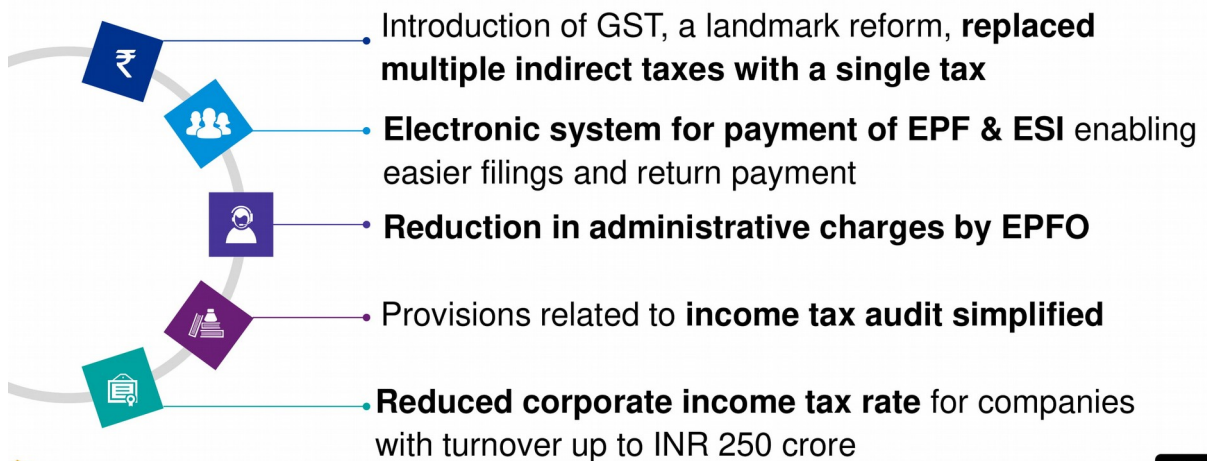 ₹
Introduction of GST, a landmark reform, replaced
multiple indirect taxes with a single tax
Electronic system for payment of EPF & ESI enabling
easier filings and return payment
Reduction in administrative charges by EPFO
Provisions related to income tax audit simplified
Reduced corporate income tax rate for companies
with turnover up to INR 250 crore